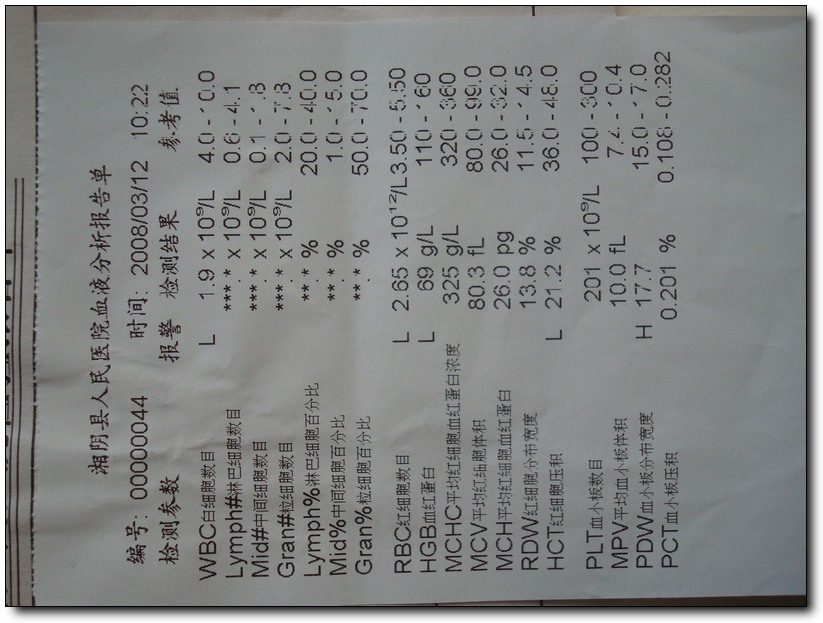 湘阴县人民医院血液分析报告单
编号: 00000044 时间: 2008/03/12 10:22
检测参数 报警 检测结果 参考值
WBC白细胞数目 L 1.9 x 10⁹/L 4.0 - 10.0
Lymph#淋巴细胞数目 ***.* x 10⁹/L 0.6 - 4.1
Mid#中间细胞数目 ***.* x 10⁹/L 0.1 - 1.8
Gran#粒细胞数目 ***.* x 10⁹/L 2.0 - 7.8
Lymph%淋巴细胞百分比 **.* % 20.0 - 40.0
Mid%中间细胞百分比 **.* % 1.0 - 15.0
Gran%粒细胞百分比 **.* % 50.0 - 70.0
RBC红细胞数目 L 2.65 x 10¹²/L 3.50 - 5.50
HGB血红蛋白 L 69 g/L 110 - 160
MCHC平均红细胞血红蛋白浓度 325 g/L 320 - 360
MCV平均红细胞体积 80.3 fL 80.0 - 99.0
MCH平均红细胞血红蛋白 26.0 pg 26.0 - 32.0
RDW红细胞分布宽度 13.8 % 11.5 - 14.5
HCT红细胞压积 L 21.2 % 36.0 - 48.0
PLT血小板数目 201 x 10⁹/L 100 - 300
MPV平均血小板体积 10.0 fL 7.4 - 10.4
PDW血小板分布宽度 H 17.7 15.0 - 17.0
PCT血小板压积 0.201 % 0.108 - 0.282